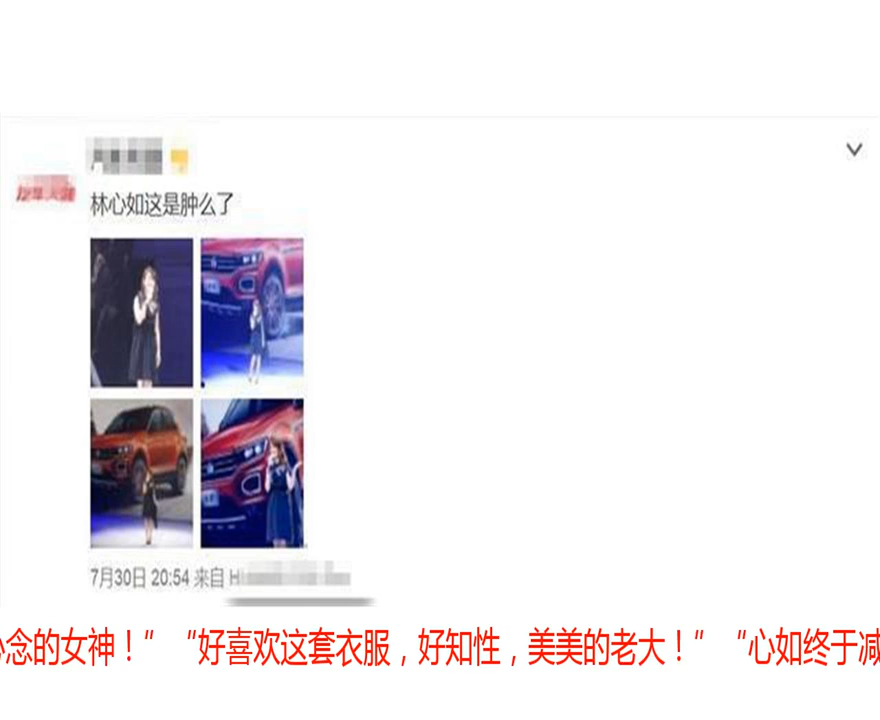 林心如这是肿么了
7月30日 20:54 来自
念的女神！” “好喜欢这套衣服，好知性，美美的老大！” “心如终于减